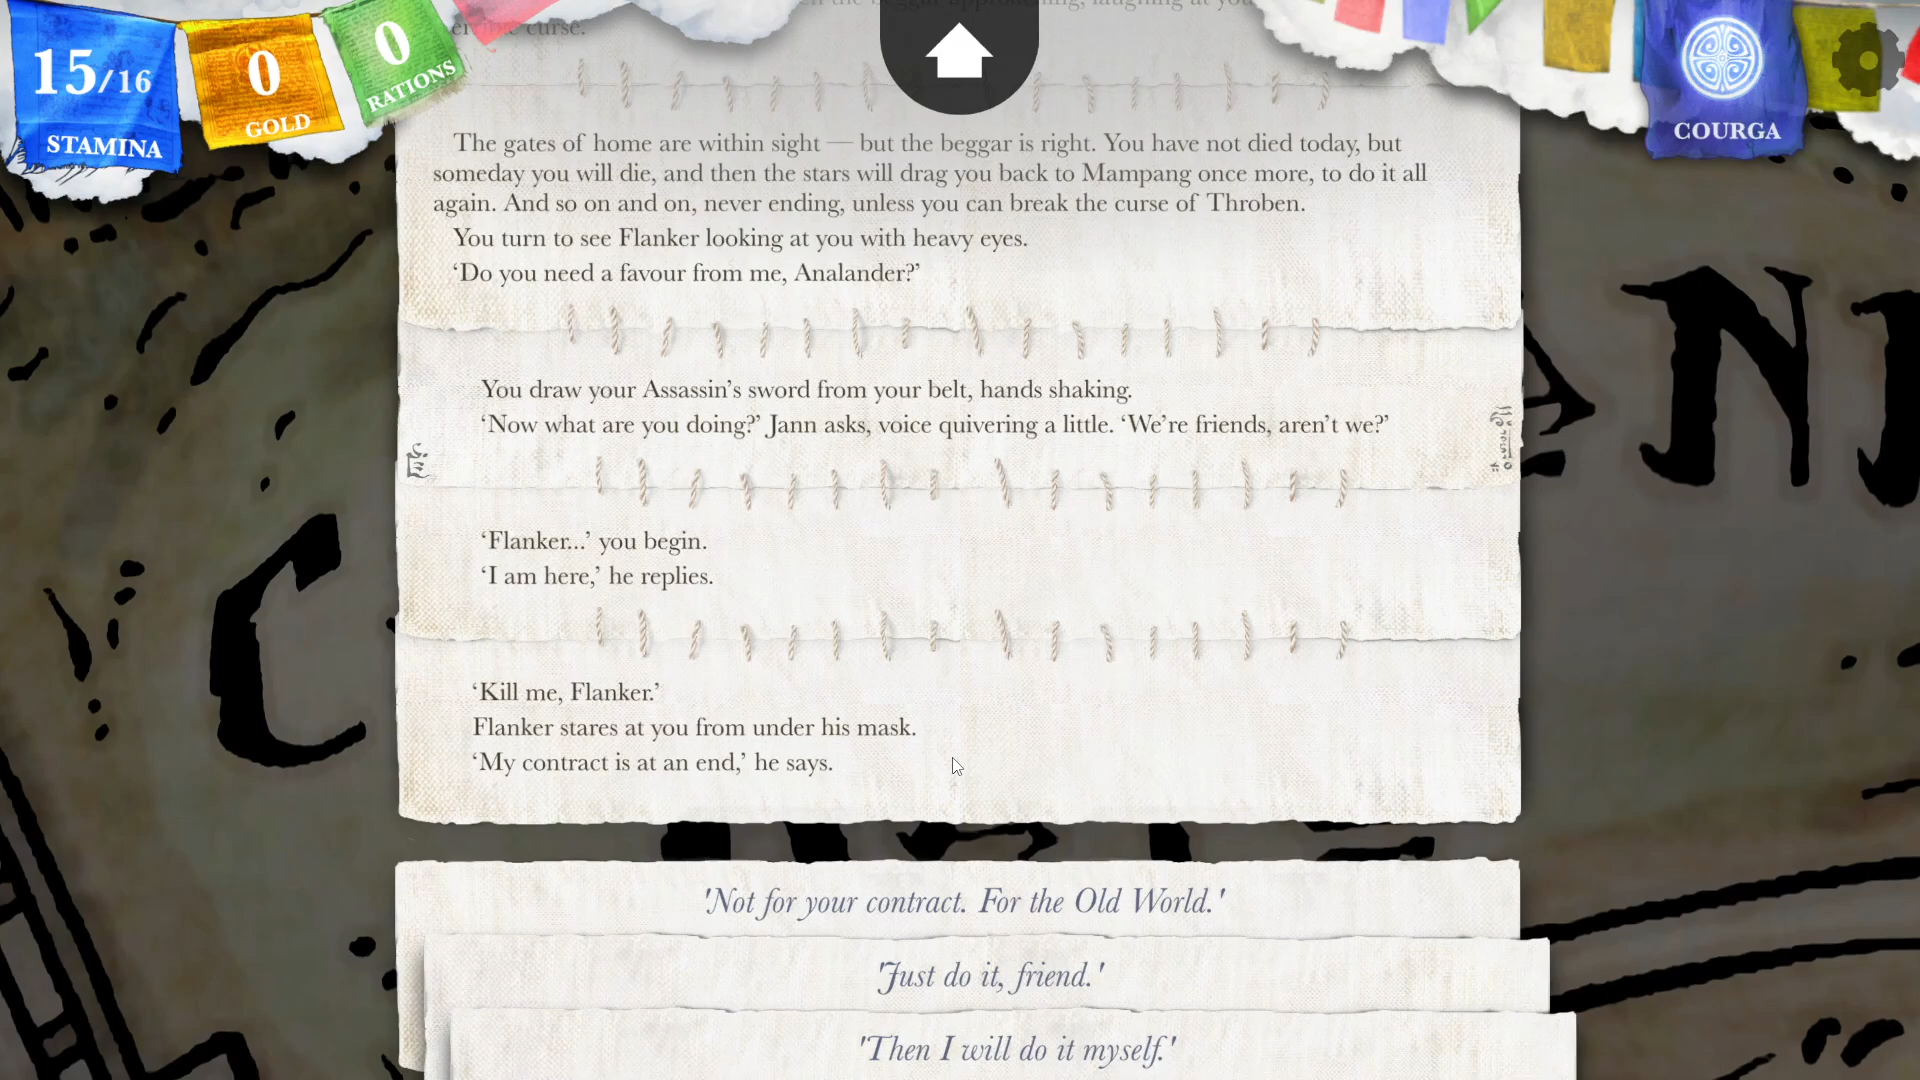 15/16
STAMINA
0
GOLD
0
RATIONS
COURGA
curse.
The gates of home are within sight — but the beggar is right. You have not died today, but
someday you will die, and then the stars will drag you back to Mampang once more, to do it all
again. And so on and on, never ending, unless you can break the curse of Throben.
You turn to see Flanker looking at you with heavy eyes.
‘Do you need a favour from me, Analander?’
You draw your Assassin’s sword from your belt, hands shaking.
‘Now what are you doing?’ Jann asks, voice quivering a little. ‘We’re friends, aren’t we?’
‘Flanker...’ you begin.
‘I am here,’ he replies.
‘Kill me, Flanker.’
Flanker stares at you from under his mask.
‘My contract is at an end,’ he says.
'Not for your contract. For the Old World.'
'Just do it, friend.'
'Then I will do it myself.'